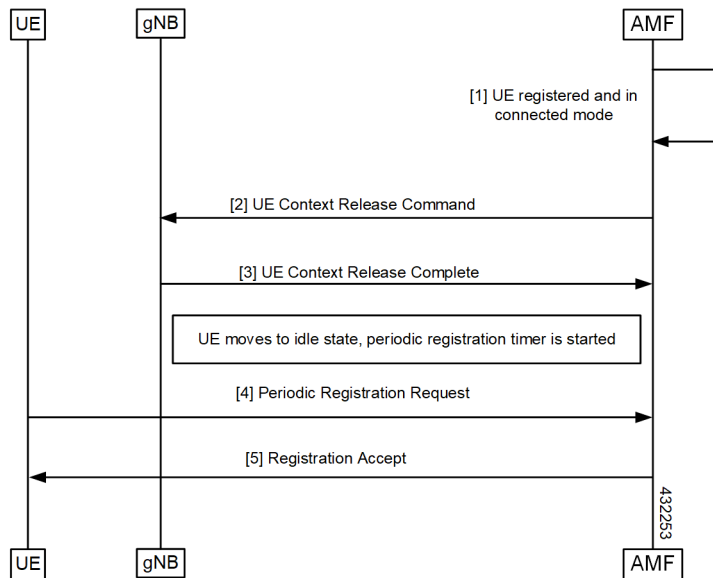 UE
gNB
AMF
[1] UE registered and in
connected mode
[2] UE Context Release Command
[3] UE Context Release Complete
UE moves to idle state, periodic registration timer is started
[4] Periodic Registration Request
[5] Registration Accept
432253
UE
gNB
AMF